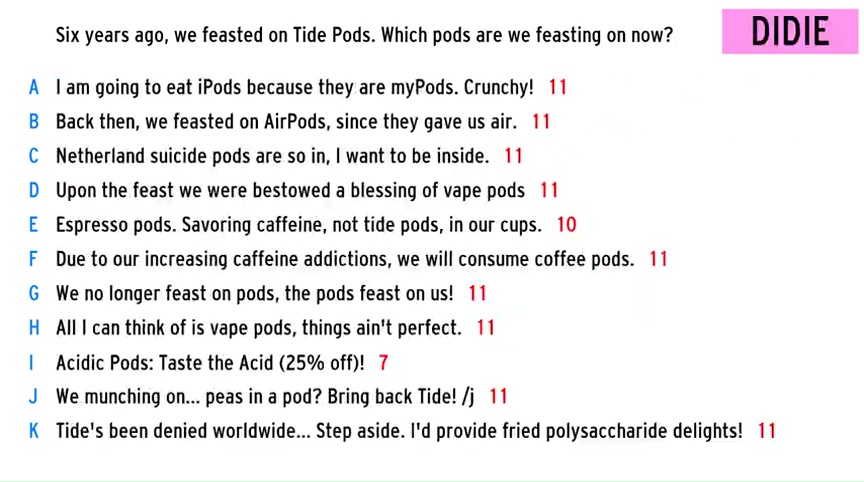 Six years ago, we feasted on Tide Pods. Which pods are we feasting on now?
DIDIE
A I am going to eat iPods because they are myPods. Crunchy! 11
B Back then, we feasted on AirPods, since they gave us air. 11
C Netherland suicide pods are so in, I want to be inside. 11
D Upon the feast we were bestowed a blessing of vape pods 11
E Espresso pods. Savoring caffeine, not tide pods, in our cups. 10
F Due to our increasing caffeine addictions, we will consume coffee pods. 11
G We no longer feast on pods, the pods feast on us! 11
H All I can think of is vape pods, things ain't perfect. 11
I Acidic Pods: Taste the Acid (25% off)! 7
J We munching on... peas in a pod? Bring back Tide! /j 11
K Tide's been denied worldwide... Step aside. I'd provide fried polysaccharide delights! 11